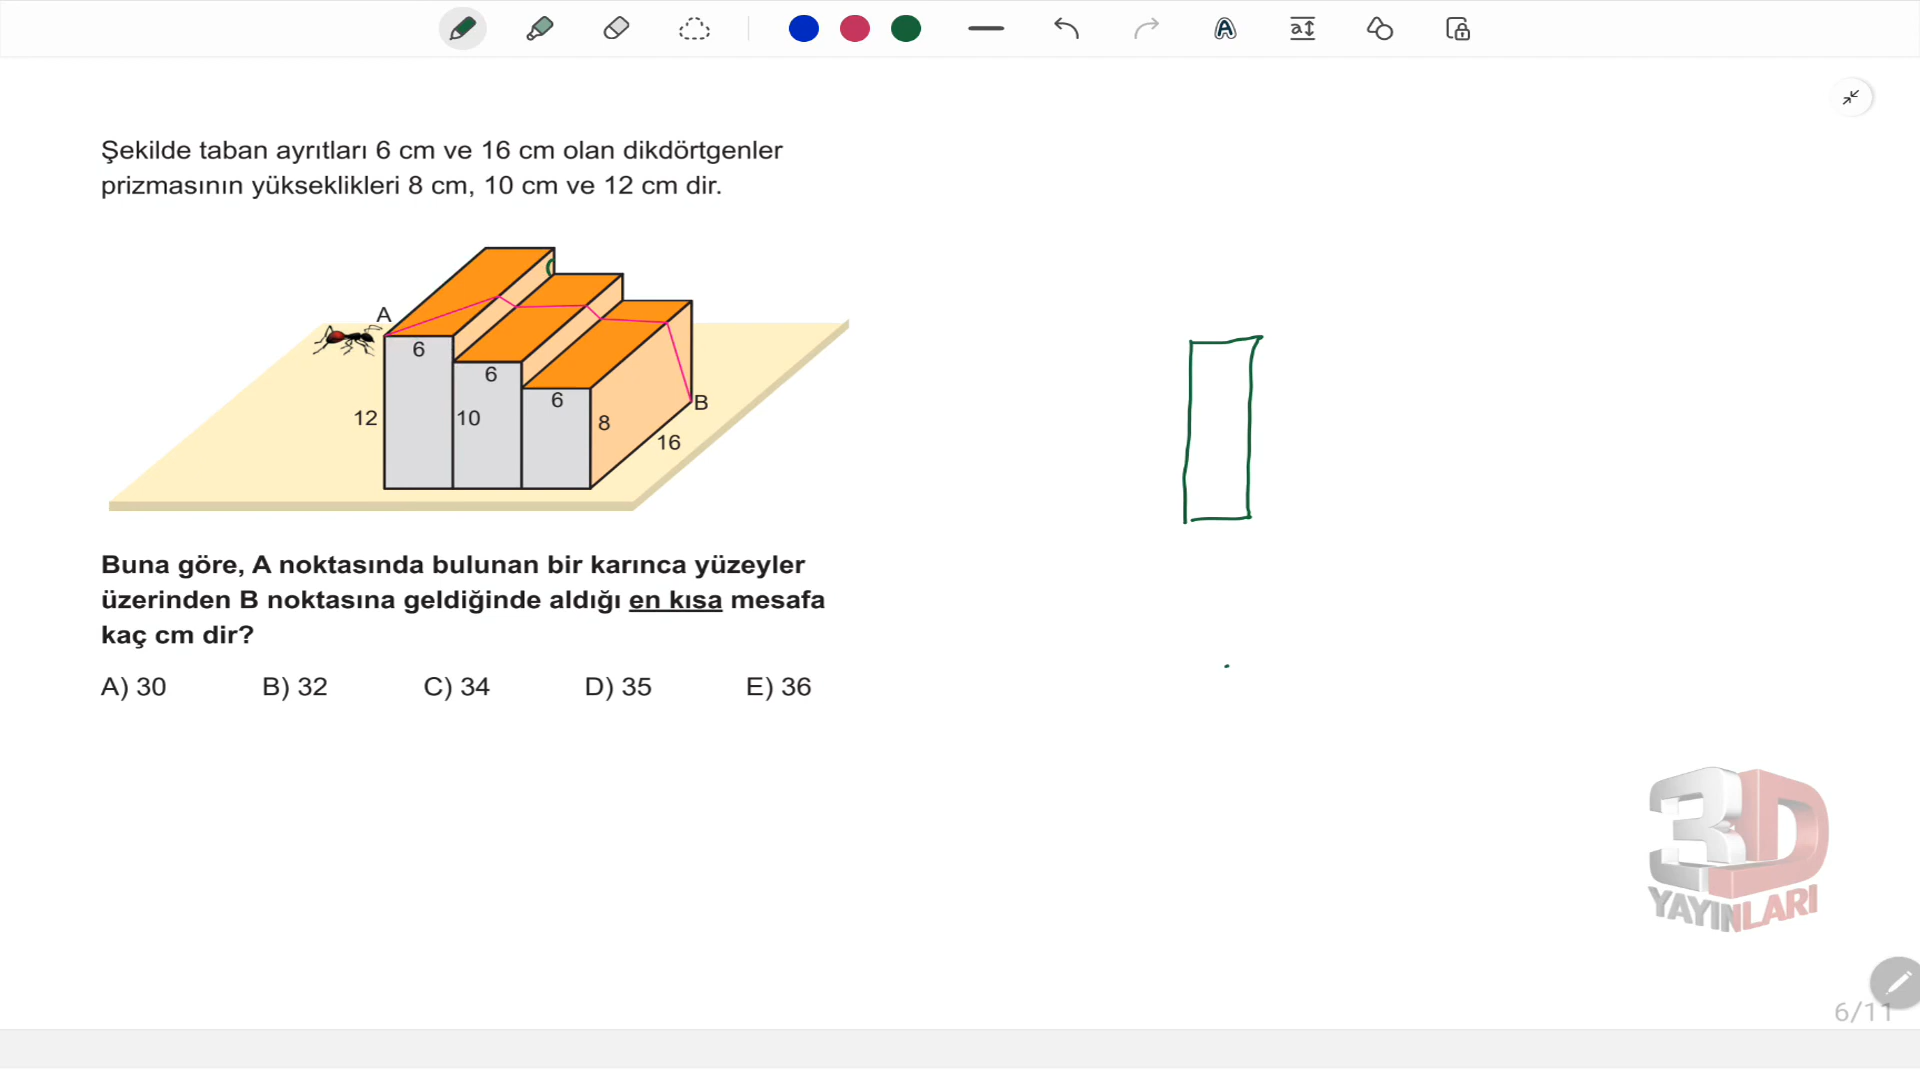 Şekilde taban ayrıtları 6 cm ve 16 cm olan dikdörtgenler
prizmasının yükseklikleri 8 cm, 10 cm ve 12 cm dir.
A
6
6
6
12
10
8
B
16
Buna göre, A noktasında bulunan bir karınca yüzeyler
üzerinden B noktasına geldiğinde aldığı en kısa mesafa
kaç cm dir?
A) 30 B) 32 C) 34 D) 35 E) 36
3D
YAYINLARI
6/11